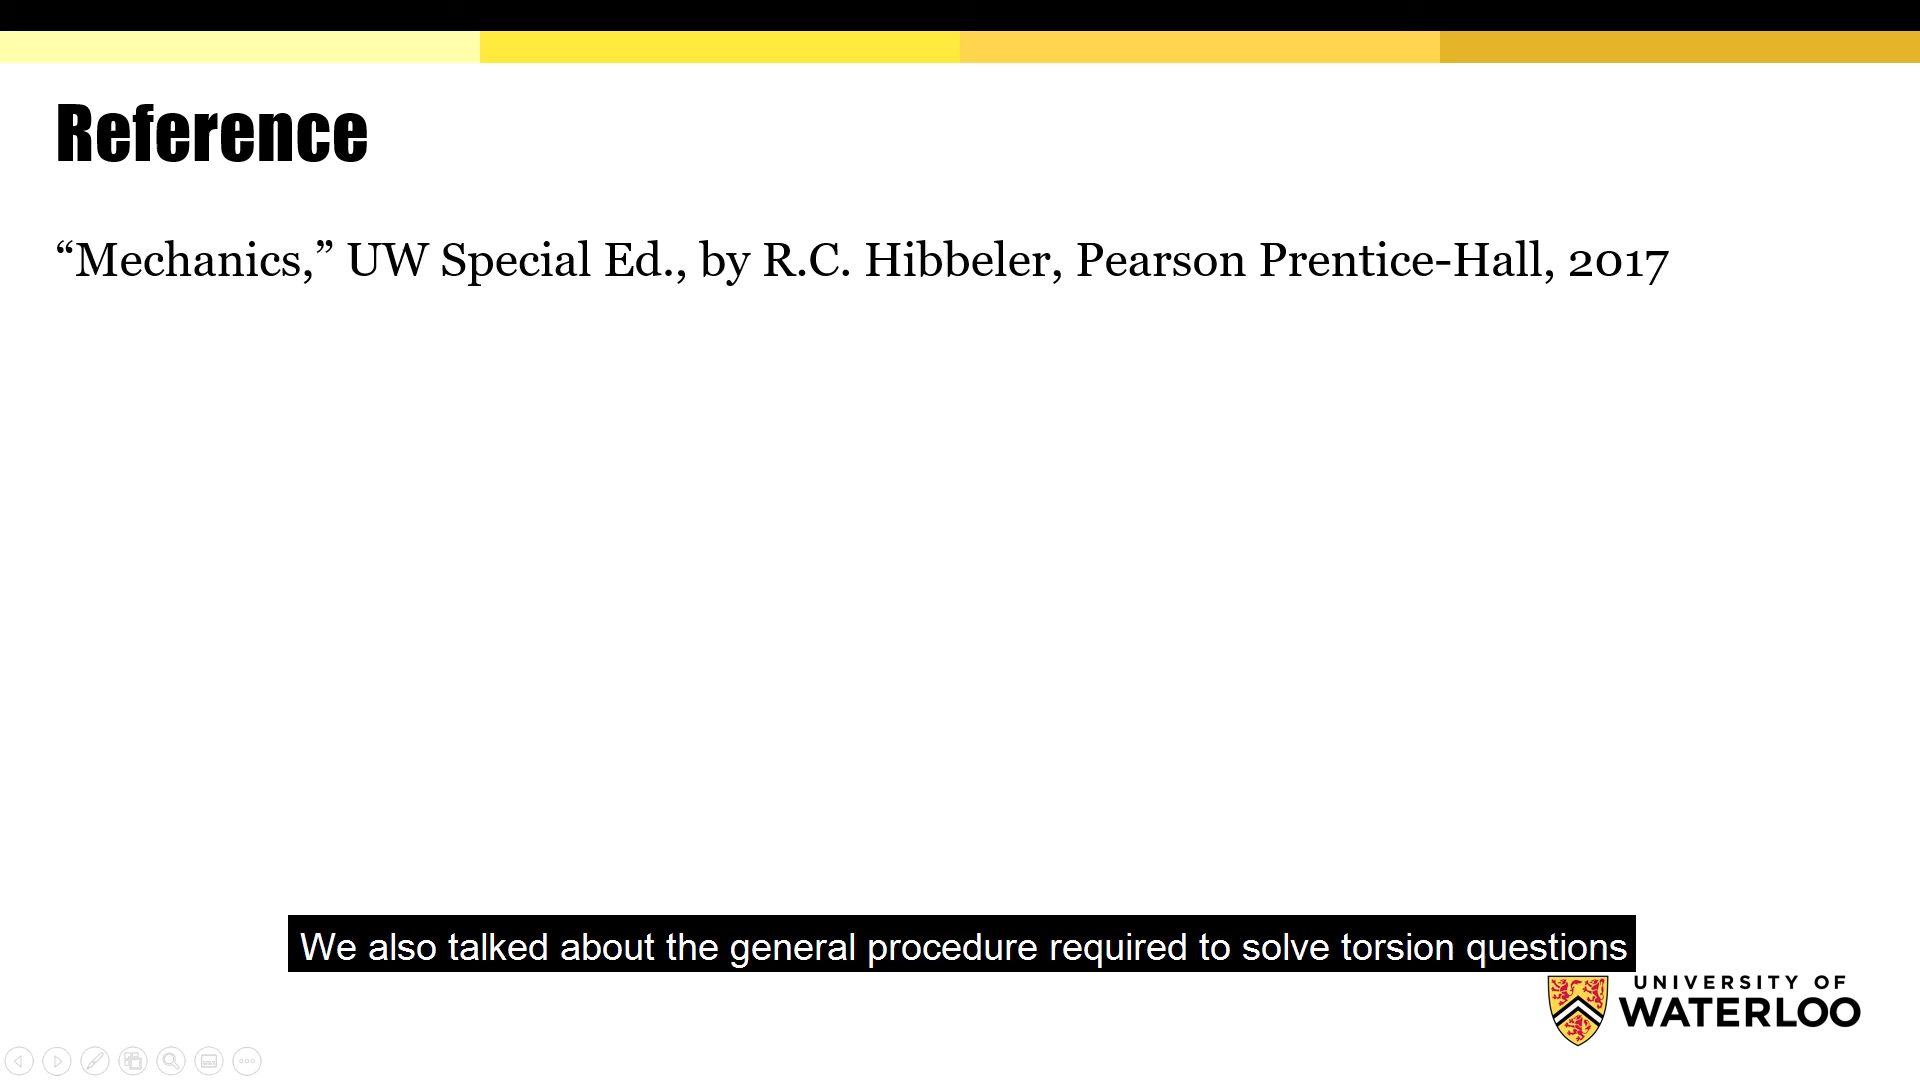 Reference
“Mechanics,” UW Special Ed., by R.C. Hibbeler, Pearson Prentice-Hall, 2017
We also talked about the general procedure required to solve torsion questions
UNIVERSITY OF
WATERLOO